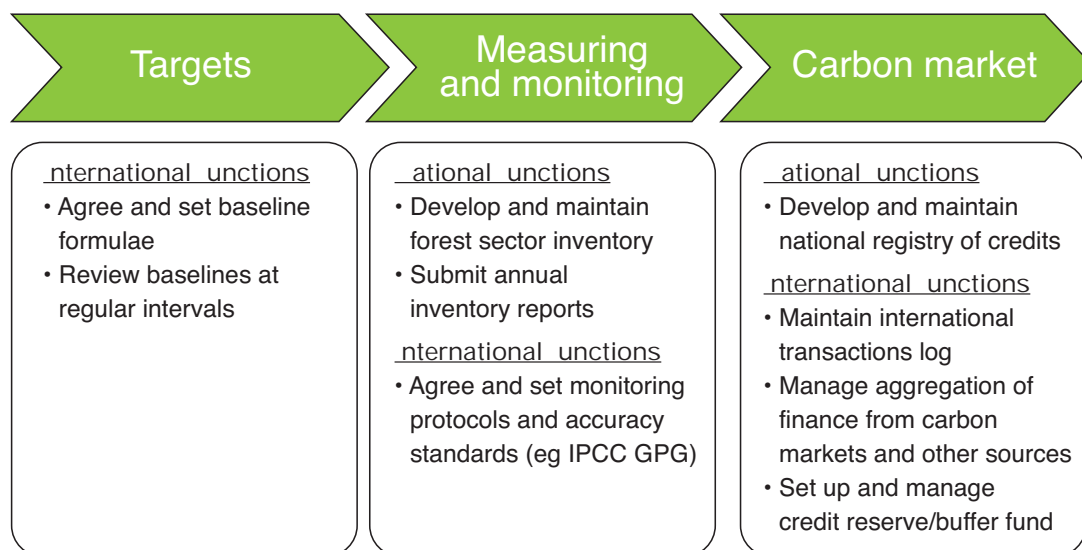 Targets
nternational unctions
• Agree and set baseline
formulae
• Review baselines at
regular intervals
Measuring
and monitoring
ational unctions
• Develop and maintain
forest sector inventory
• Submit annual
inventory reports
nternational unctions
• Agree and set monitoring
protocols and accuracy
standards (eg IPCC GPG)
Carbon market
ational unctions
• Develop and maintain
national registry of credits
nternational unctions
• Maintain international
transactions log
• Manage aggregation of
finance from carbon
markets and other sources
• Set up and manage
credit reserve/buffer fund